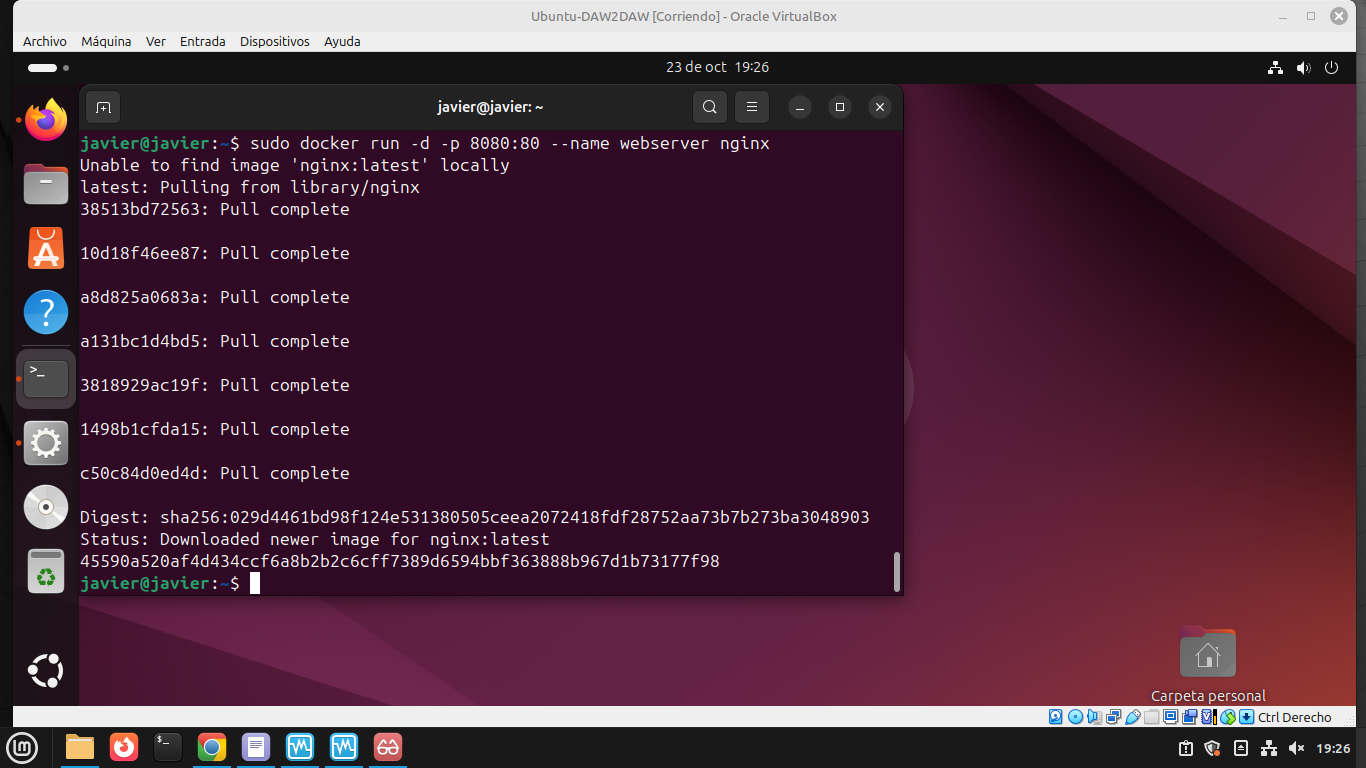 Ubuntu-DAW2DAW [Corriendo] - Oracle VirtualBox
Archivo Máquina Ver Entrada Dispositivos Ayuda
23 de oct 19:26
javier@javier: ~
javier@javier:~$ sudo docker run -d -p 8080:80 --name webserver nginx
Unable to find image 'nginx:latest' locally
latest: Pulling from library/nginx
38513bd72563: Pull complete
10d18f46ee87: Pull complete
a8d825a0683a: Pull complete
a131bc1d4bd5: Pull complete
3818929ac19f: Pull complete
1498b1cfda15: Pull complete
c50c84d0ed4d: Pull complete
Digest: sha256:029d4461bd98f124e531380505ceea2072418fdf28752aa73b7b273ba3048903
Status: Downloaded newer image for nginx:latest
45590a520af4d434ccf6a8b2b2c6cff7389d6594bbf363888b967d1b73177f98
javier@javier:~$
Carpeta personal
Ctrl Derecho
19:26